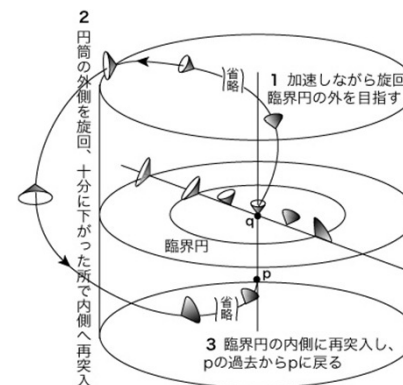 2 円筒の外側を旋回、十分に下がった所で内側へ再突入
(省略)
1 加速しながら旋回
臨界円の外を目指す
q
臨界円
p
(省略)
3 臨界円の内側に再突入し、
pの過去からpに戻る